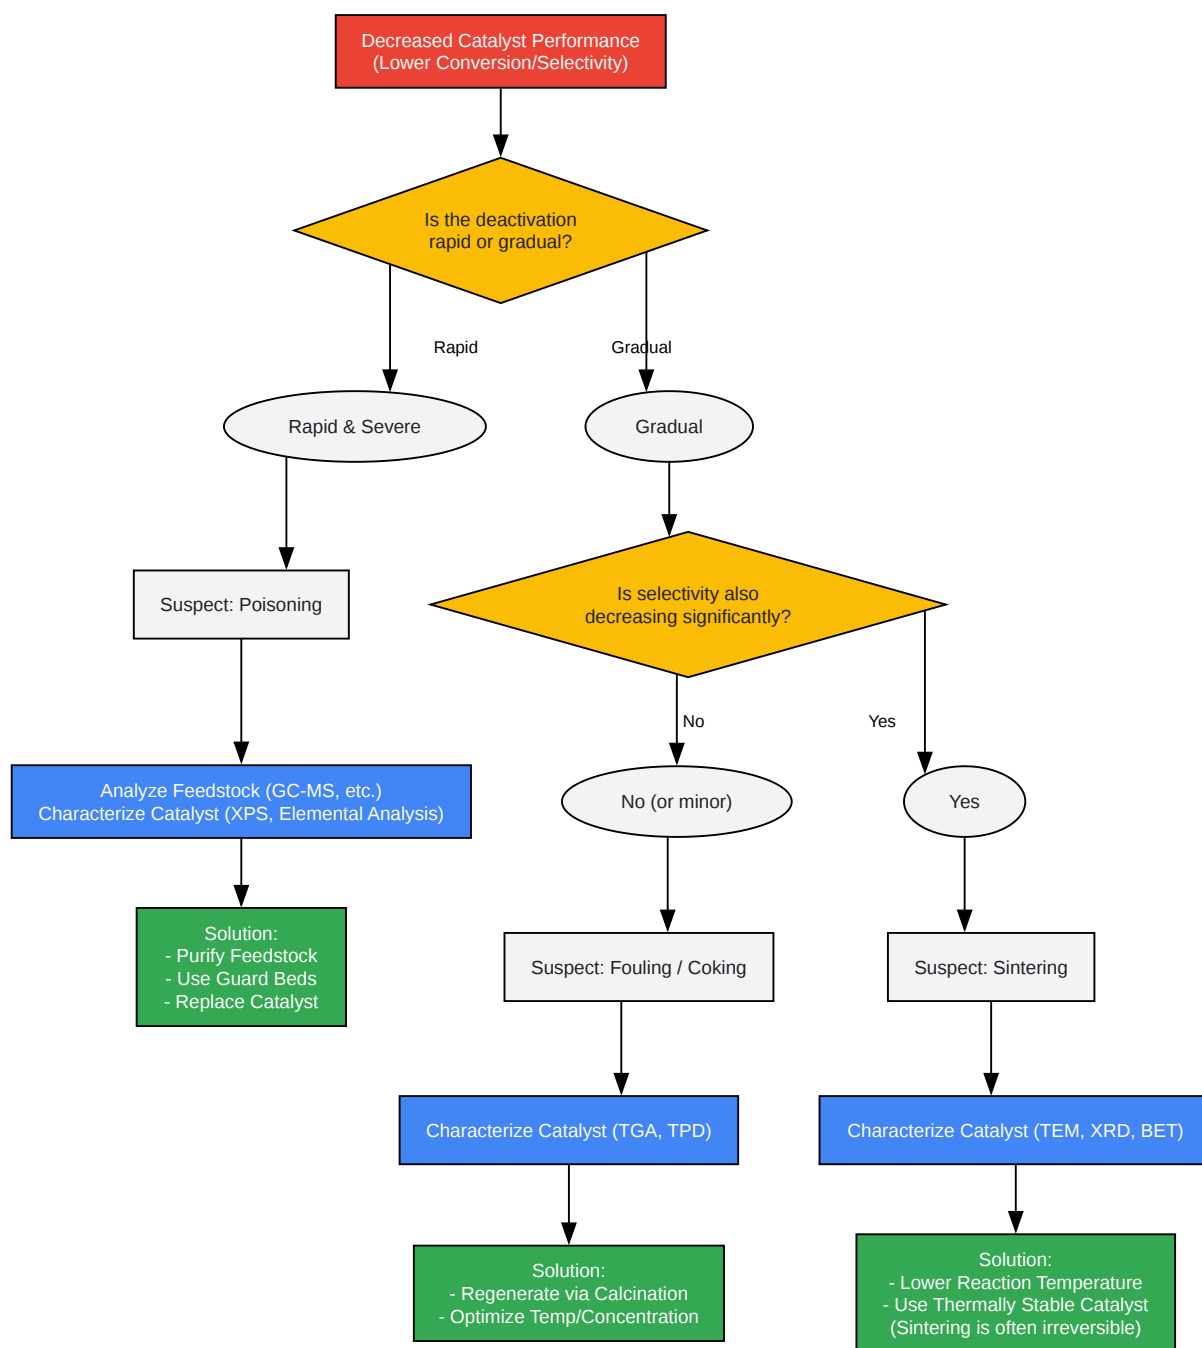 Decreased Catalyst Performance
(Lower Conversion/Selectivity)
Is the deactivation
rapid or gradual?
Rapid
Gradual
Rapid & Severe
Gradual
Suspect: Poisoning
Is selectivity also
decreasing significantly?
No
Yes
Analyze Feedstock (GC-MS, etc.)
Characterize Catalyst (XPS, Elemental Analysis)
No (or minor)
Yes
Solution:
- Purify Feedstock
- Use Guard Beds
- Replace Catalyst
Suspect: Fouling / Coking
Suspect: Sintering
Characterize Catalyst (TGA, TPD)
Characterize Catalyst (TEM, XRD, BET)
Solution:
- Regenerate via Calcination
- Optimize Temp/Concentration
Solution:
- Lower Reaction Temperature
- Use Thermally Stable Catalyst
(Sintering is often irreversible)